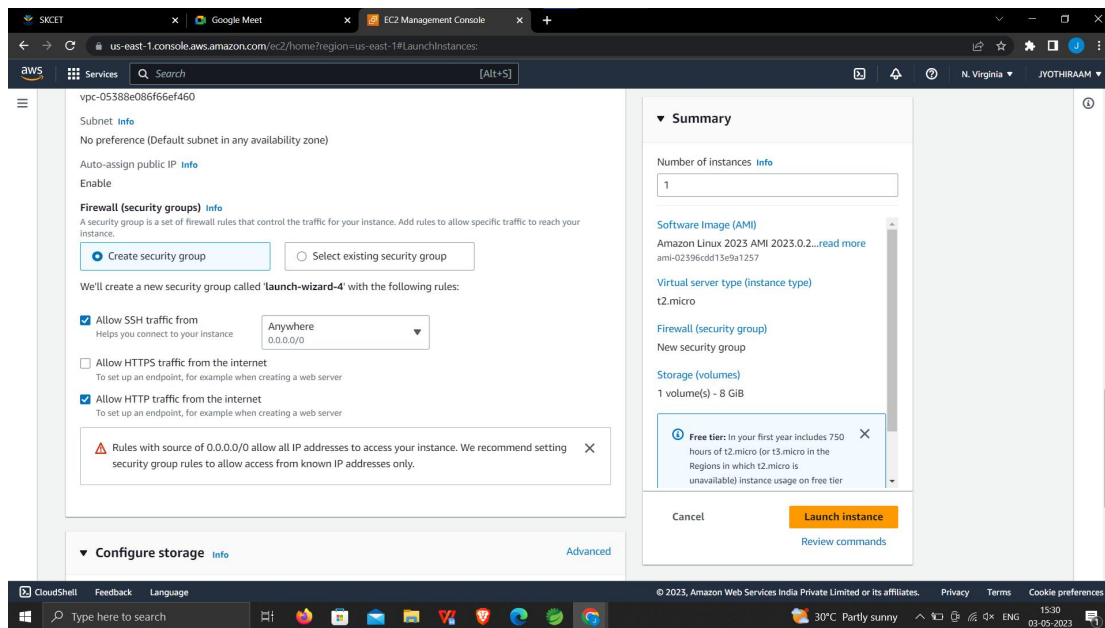 SKCET
Google Meet
EC2 Management Console
us-east-1.console.aws.amazon.com/ec2/home?region=us-east-1#LaunchInstances:
aws
Services
Search
[Alt+S]
N. Virginia
JYOTHIRAAM
vpc-05388e086f66ef460
Subnet Info
No preference (Default subnet in any availability zone)
Auto-assign public IP Info
Enable
Firewall (security groups) Info
A security group is a set of firewall rules that control the traffic for your instance. Add rules to allow specific traffic to reach your
instance.
Create security group
Select existing security group
We'll create a new security group called 'launch-wizard-4' with the following rules:
Allow SSH traffic from
Helps you connect to your instance
Anywhere
0.0.0.0/0
Allow HTTPS traffic from the internet
To set up an endpoint, for example when creating a web server
Allow HTTP traffic from the internet
To set up an endpoint, for example when creating a web server
Rules with source of 0.0.0.0/0 allow all IP addresses to access your instance. We recommend setting
security group rules to allow access from known IP addresses only.
Configure storage Info
Advanced
Summary
Number of instances Info
1
Software Image (AMI)
Amazon Linux 2023 AMI 2023.0.2...read more
ami-02396cdd13e9a1257
Virtual server type (instance type)
t2.micro
Firewall (security group)
New security group
Storage (volumes)
1 volume(s) - 8 GiB
Free tier: In your first year includes 750
hours of t2.micro (or t3.micro in the
Regions in which t2.micro is
unavailable) instance usage on free tier
Cancel
Launch instance
Review commands
CloudShell
Feedback
Language
© 2023, Amazon Web Services India Private Limited or its affiliates.
Privacy
Terms
Cookie preferences
Type here to search
30°C Partly sunny
ENG
15:30
03-05-2023